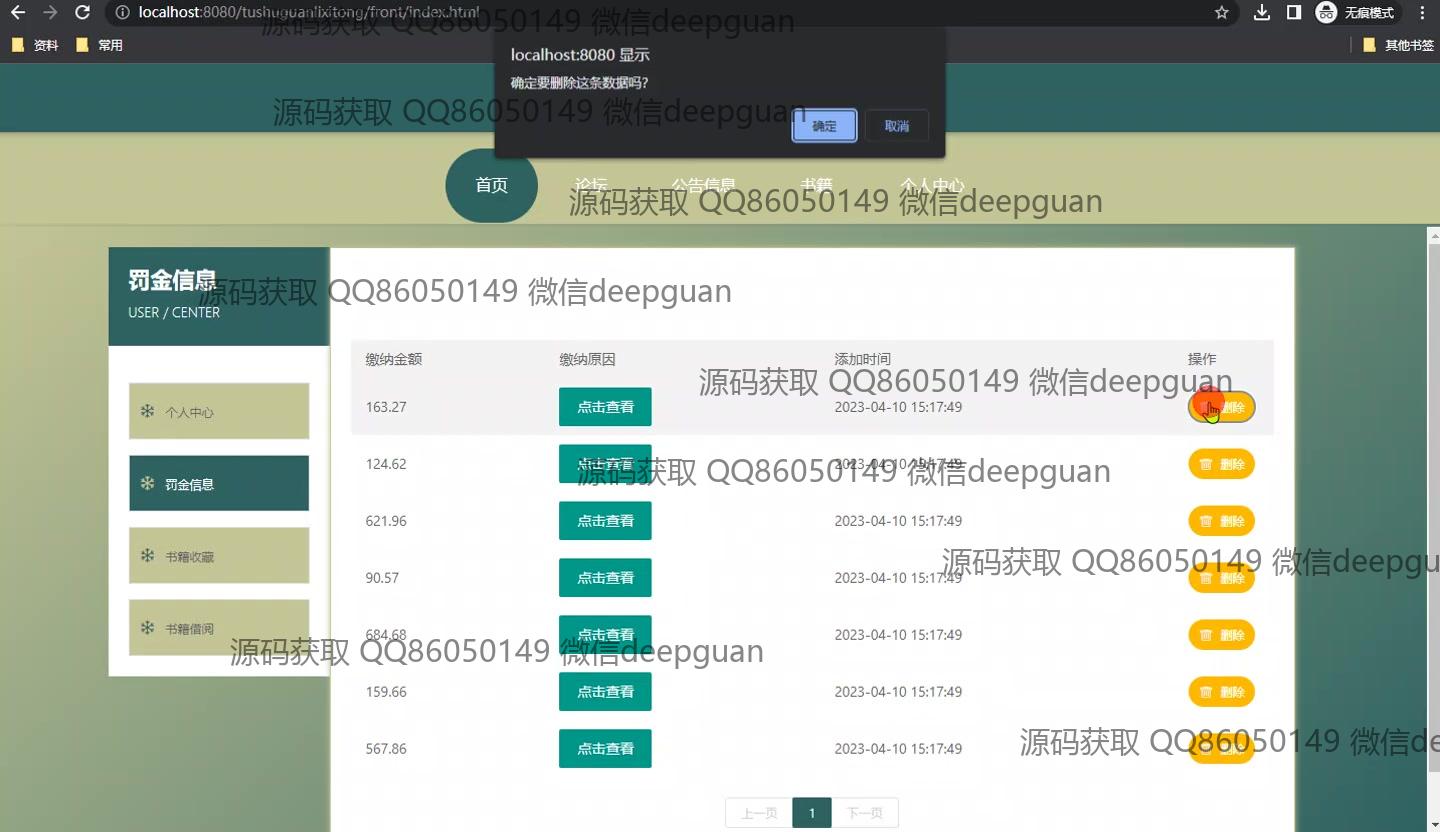 localhost:8080/tushuguanlixitong/front/index.html
无痕模式
资料
常用
其他书签
源码获取 QQ86050149 微信deepguan
localhost:8080 显示
确定要删除这条数据吗?
确定 取消
源码获取 QQ86050149 微信deepguan
首页 论坛 公告信息 书籍 个人中心
源码获取 QQ86050149 微信deepguan
罚金信息
USER / CENTER
源码获取 QQ86050149 微信deepguan
个人中心
罚金信息
书籍收藏
书籍借阅
缴纳金额 缴纳原因 添加时间 操作
源码获取 QQ86050149 微信deepguan
163.27 点击查看 2023-04-10 15:17:49 删除
124.62 点击查看 2023-04-10 15:17:49 删除
源码获取 QQ86050149 微信deepguan
621.96 点击查看 2023-04-10 15:17:49 删除
源码获取 QQ86050149 微信deepgu
90.57 点击查看 2023-04-10 15:17:49 删除
684.68 点击查看 2023-04-10 15:17:49 删除
源码获取 QQ86050149 微信deepguan
159.66 点击查看 2023-04-10 15:17:49 删除
567.86 点击查看 2023-04-10 15:17:49 删除
源码获取 QQ86050149 微信de
上一页 1 下一页